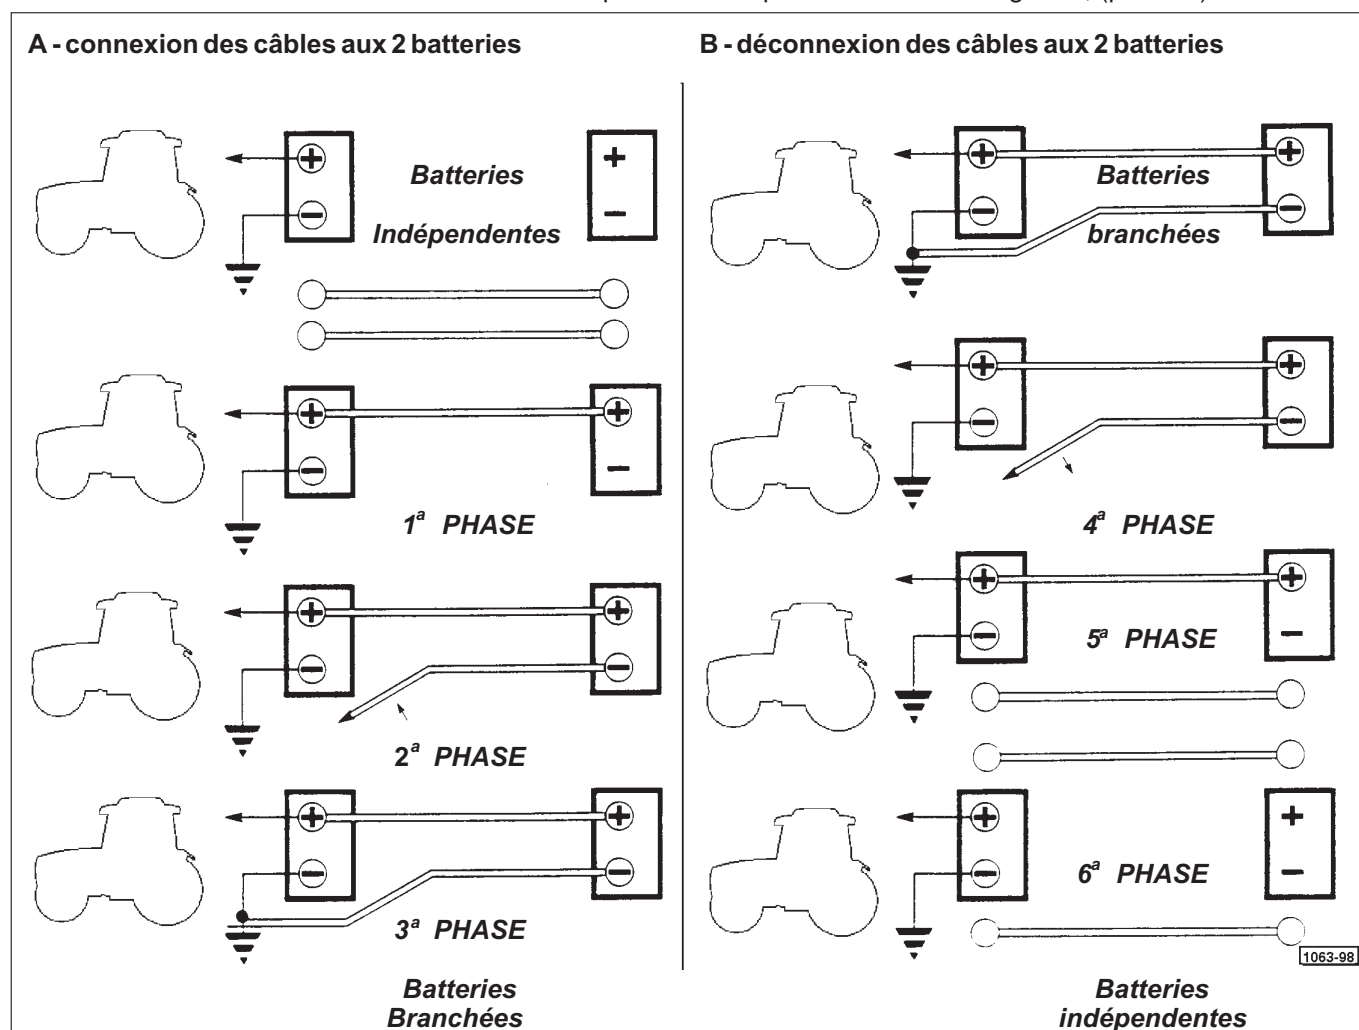 A - connexion des câbles aux 2 batteries
+
-
Batteries
Indépendentes
+
-
+
-
+
-
1ª PHASE
+
-
+
-
2ª PHASE
+
-
+
-
3ª PHASE
Batteries
Branchées
B - déconnexion des câbles aux 2 batteries
+
-
Batteries
branchées
+
-
+
-
+
-
4ª PHASE
+
-
+
-
5ª PHASE
+
-
+
-
6ª PHASE
1063-98
Batteries
indépendentes